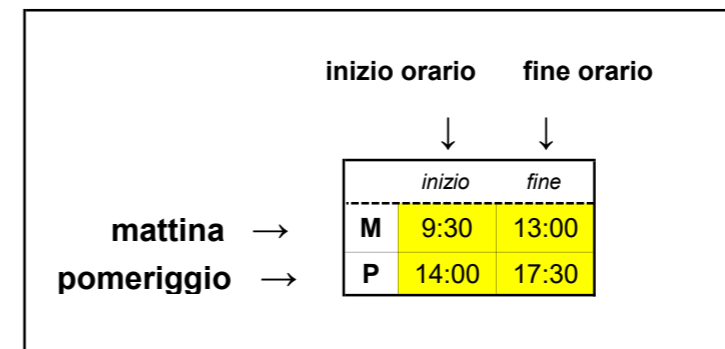 inizio orario fine orario
↓ ↓
inizio fine
mattina → M 9:30 13:00
pomeriggio → P 14:00 17:30